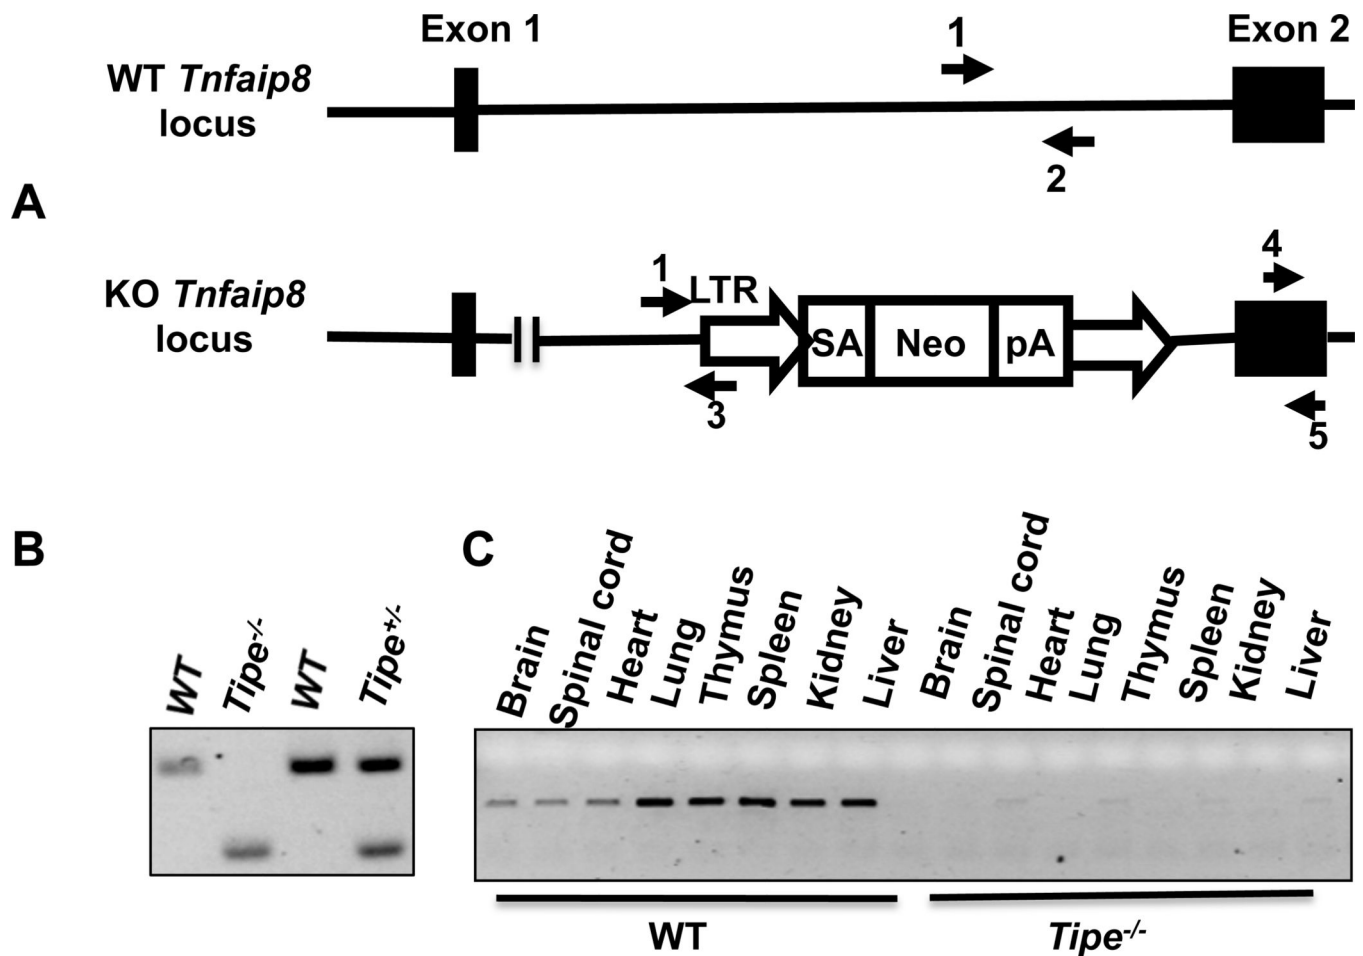 Exon 1
1
Exon 2
WT Tnfaip8
locus
2
A
4
1
LTR
KO Tnfaip8
locus
SA
Neo
pA
3
5
B
C
WT
Tipe-/-
WT
Tipe+/-
Brain
Spinal cord
Heart
Lung
Thymus
Spleen
Kidney
Liver
Brain
Spinal cord
Heart
Lung
Thymus
Spleen
Kidney
Liver
WT
Tipe-/-